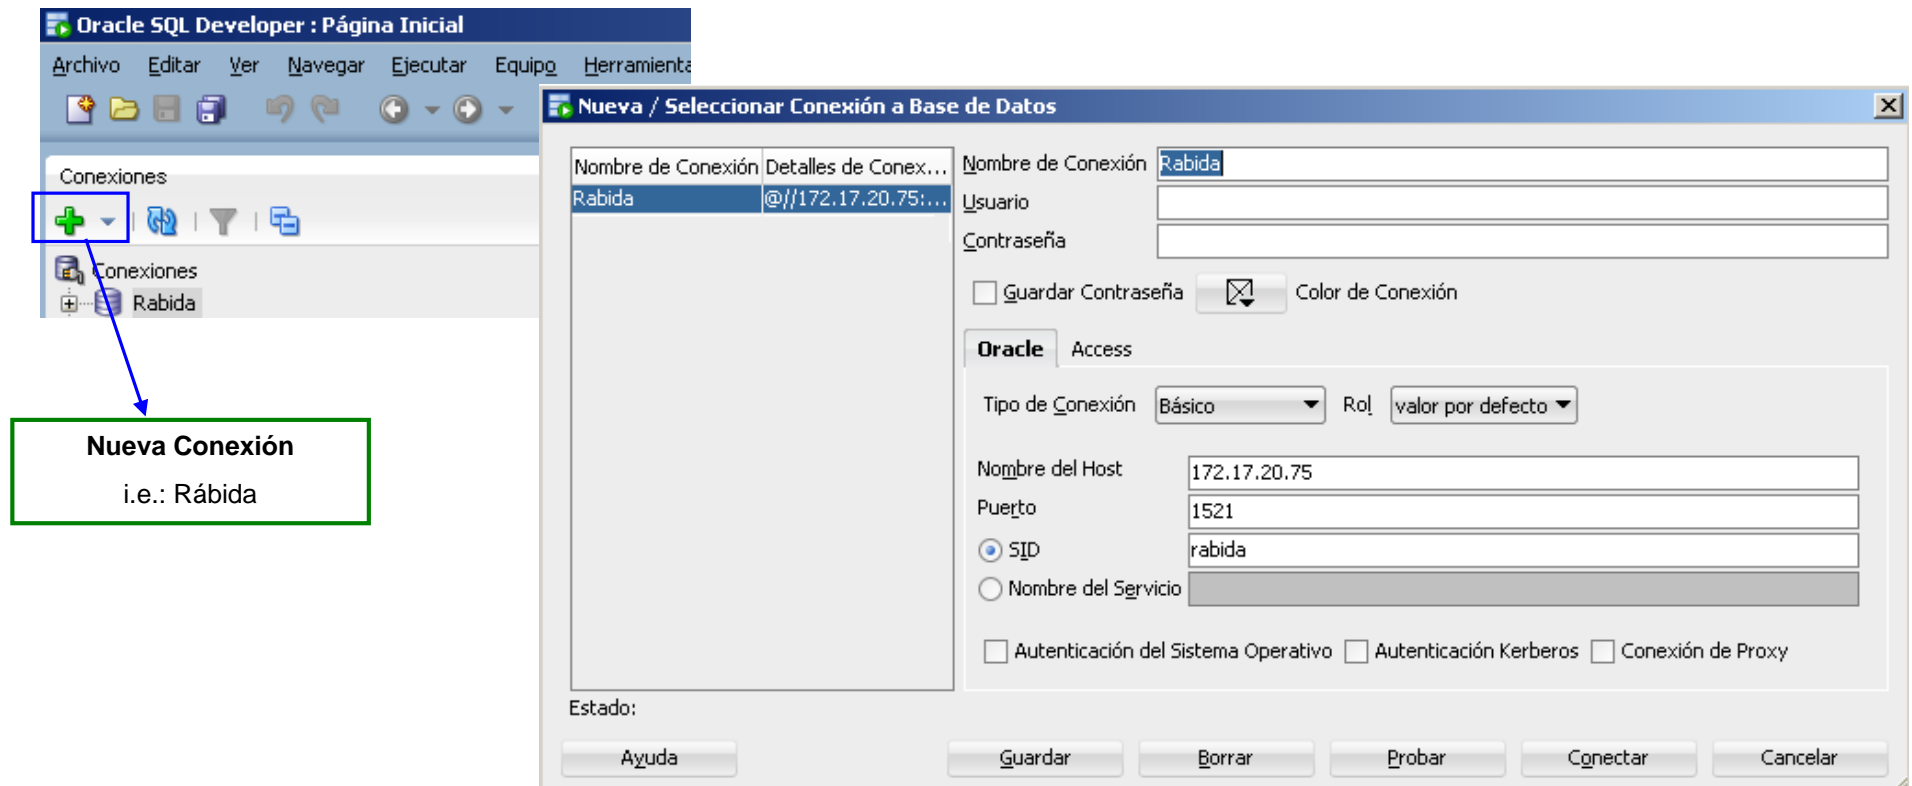 Oracle SQL Developer : Página Inicial
Archivo Editar Ver Navegar Ejecutar Equipo Herramienta
Conexiones
Conexiones
Rabida
Nueva Conexión
i.e.: Rábida
Nueva / Seleccionar Conexión a Base de Datos
Nombre de Conexión Detalles de Conex...
Rabida @//172.17.20.75:...
Nombre de Conexión Rabida
Usuario
Contraseña
Guardar Contraseña Color de Conexión
Oracle Access
Tipo de Conexión Básico Rol valor por defecto
Nombre del Host 172.17.20.75
Puerto 1521
SID rabida
Nombre del Servicio
Autenticación del Sistema Operativo Autenticación Kerberos Conexión de Proxy
Estado:
Ayuda Guardar Borrar Probar Conectar Cancelar